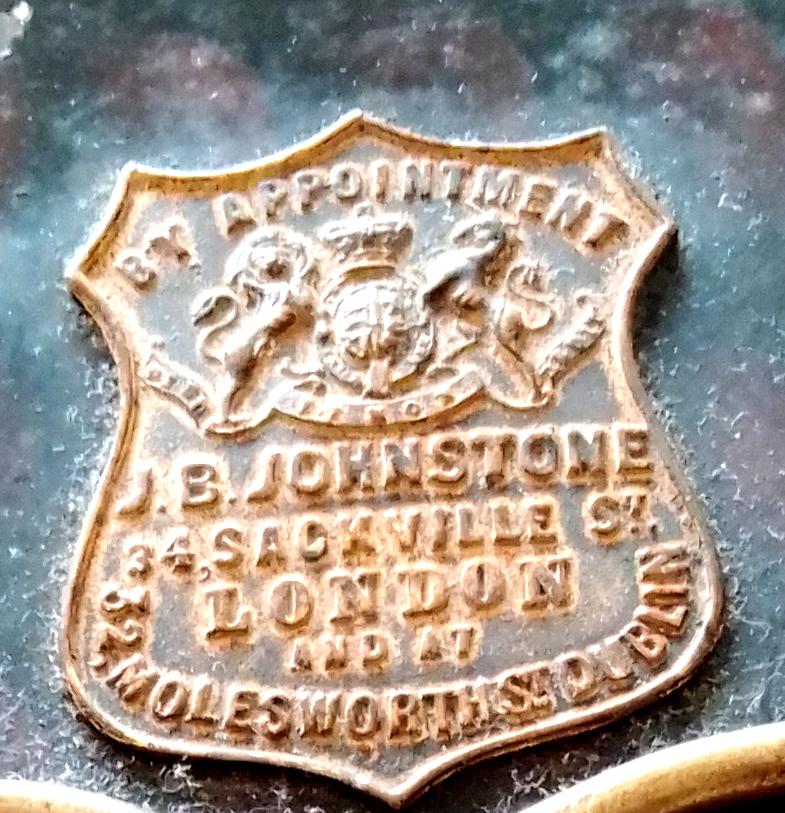 BY APPOINTMENT
J.B. JOHNSTONE
34, SACKVILLE ST.
LONDON
AND AT
32, MOLESWORTH ST. DUBLIN